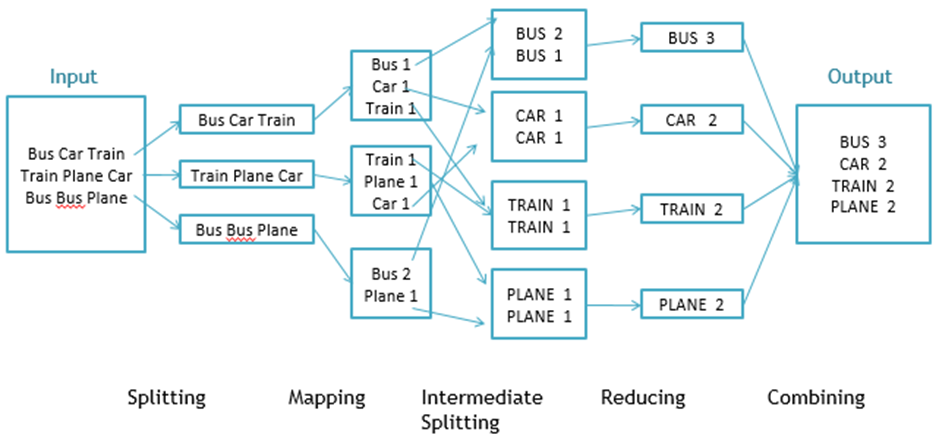 Input
Bus Car Train
Train Plane Car
Bus Bus Plane
Bus Car Train
Train Plane Car
Bus Bus Plane
Bus 1
Car 1
Train 1
Train 1
Plane 1
Car 1
Bus 2
Plane 1
BUS 2
BUS 1
CAR 1
CAR 1
TRAIN 1
TRAIN 1
PLANE 1
PLANE 1
BUS 3
CAR 2
TRAIN 2
PLANE 2
Output
BUS 3
CAR 2
TRAIN 2
PLANE 2
Splitting
Mapping
Intermediate
Splitting
Reducing
Combining